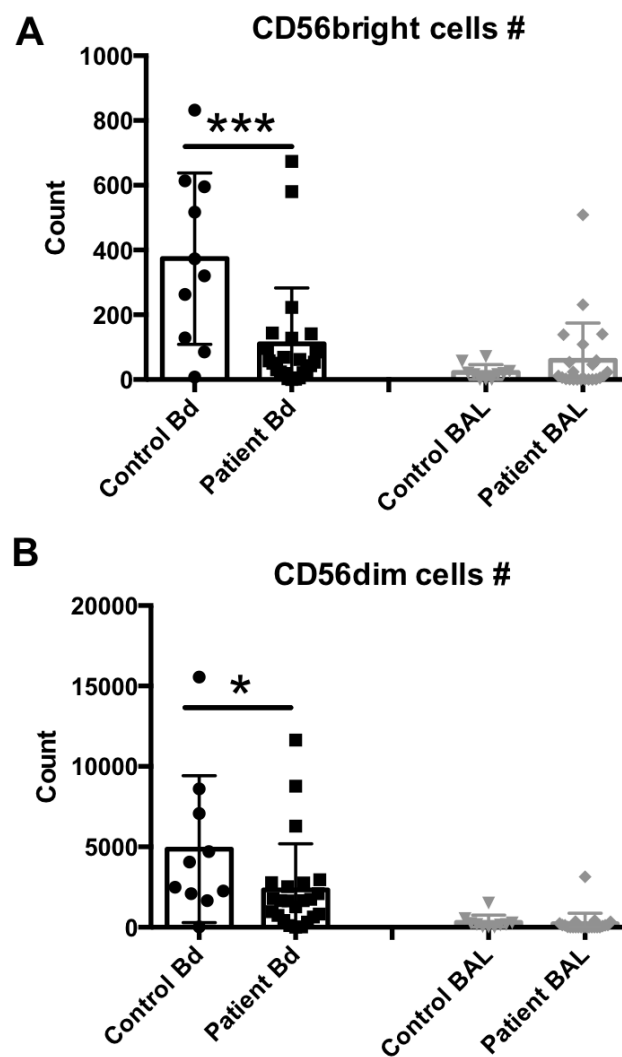 A
CD56bright cells #
1000
800
600
400
200
0
Count
***
Control Bd
Patient Bd
Control BAL
Patient BAL
B
CD56dim cells #
20000
15000
10000
5000
0
Count
*
Control Bd
Patient Bd
Control BAL
Patient BAL